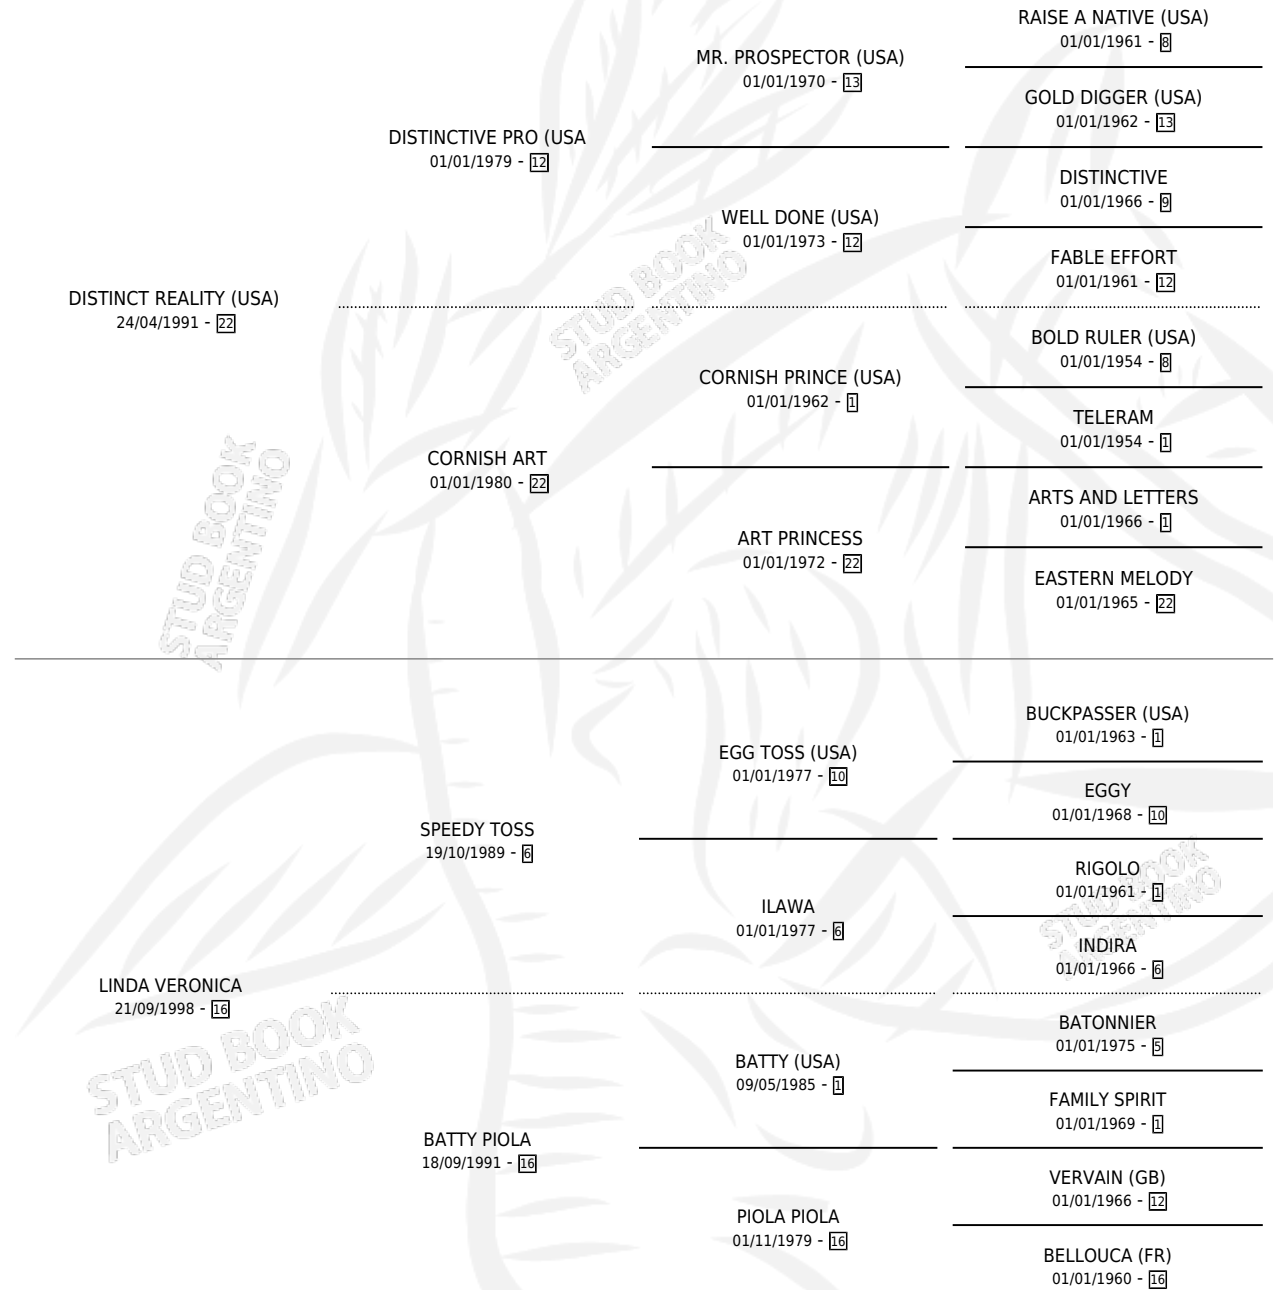 RAISE A NATIVE (USA)
01/01/1961 - 8
MR. PROSPECTOR (USA)
01/01/1970 - 13
GOLD DIGGER (USA)
01/01/1962 - 13
DISTINCTIVE PRO (USA
01/01/1979 - 12
DISTINCTIVE
01/01/1966 - 9
WELL DONE (USA)
01/01/1973 - 12
FABLE EFFORT
01/01/1961 - 12
DISTINCT REALITY (USA)
24/04/1991 - 22
STUD BOOK
ARGENTINO
BOLD RULER (USA)
01/01/1954 - 8
CORNISH PRINCE (USA)
01/01/1962 - 1
TELERAM
01/01/1954 - 1
CORNISH ART
01/01/1980 - 22
ARTS AND LETTERS
01/01/1966 - 1
ART PRINCESS
01/01/1972 - 22
EASTERN MELODY
01/01/1965 - 22
STUD BOOK
ARGENTINO
BUCKPASSER (USA)
01/01/1963 - 1
EGG TOSS (USA)
01/01/1977 - 10
EGGY
01/01/1968 - 10
SPEEDY TOSS
19/10/1989 - 6
RIGOLO
01/01/1961 - 1
ILAWA
01/01/1977 - 6
INDIRA
01/01/1966 - 6
STUD BOOK
ARGENTINO
LINDA VERONICA
21/09/1998 - 16
BATONNIER
01/01/1975 - 5
BATTY (USA)
09/05/1985 - 1
FAMILY SPIRIT
01/01/1969 - 1
STUD BOOK
ARGENTINO
BATTY PIOLA
18/09/1991 - 16
VERVAIN (GB)
01/01/1966 - 12
PIOLA PIOLA
01/11/1979 - 16
BELLOUCA (FR)
01/01/1960 - 16